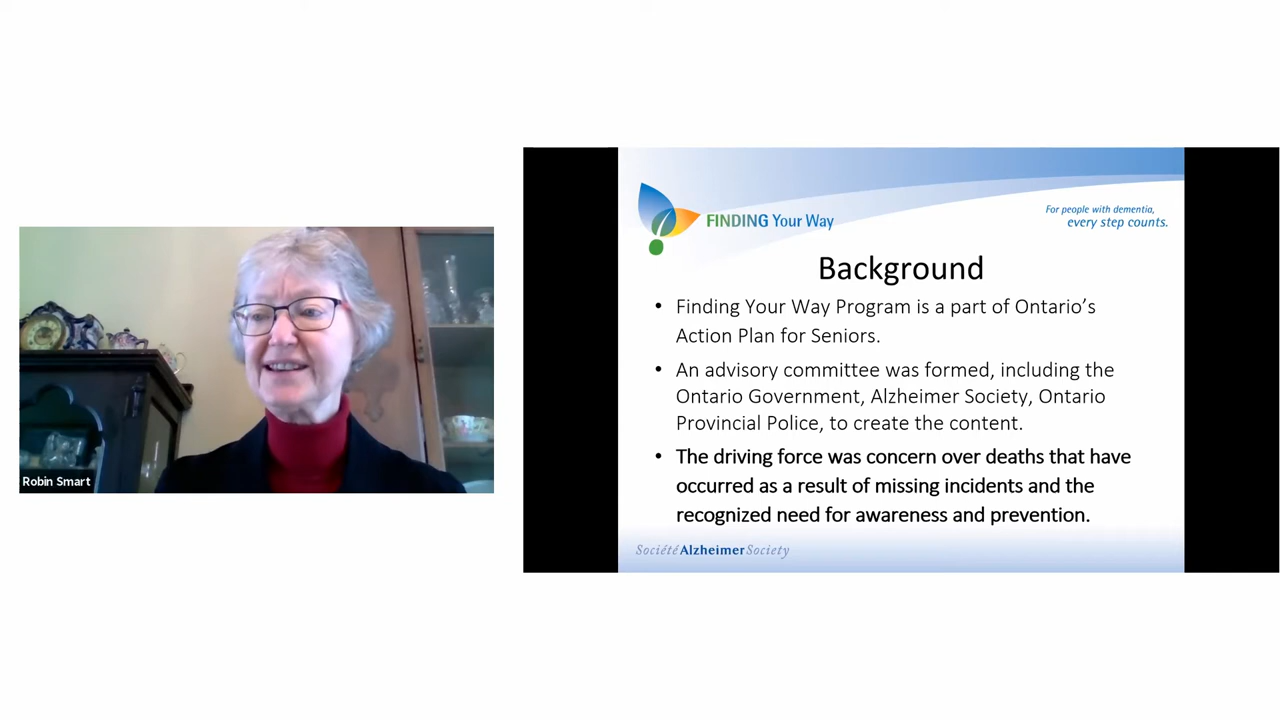 Robin Smart
FINDING Your Way
For people with dementia,
every step counts.
Background
• Finding Your Way Program is a part of Ontario’s
Action Plan for Seniors.
• An advisory committee was formed, including the
Ontario Government, Alzheimer Society, Ontario
Provincial Police, to create the content.
• The driving force was concern over deaths that have
occurred as a result of missing incidents and the
recognized need for awareness and prevention.
Société Alzheimer Society